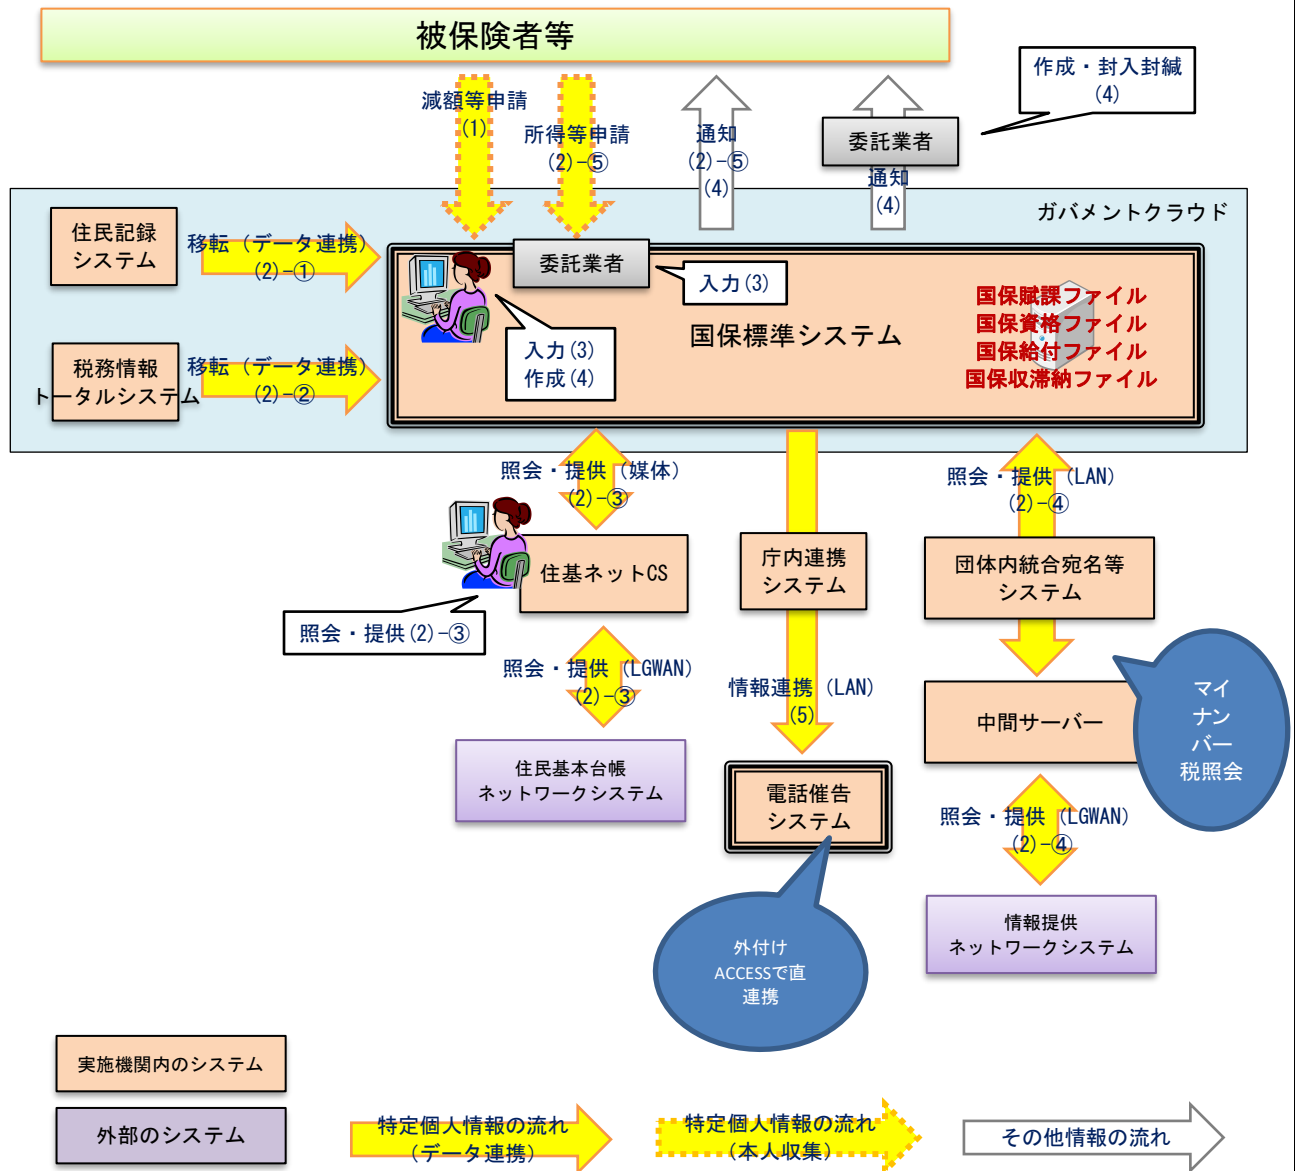 被保険者等
作成・封入封緘
(4)
減額等申請
(1)
所得等申請
(2)-⑤
通知
(2)-⑤
(4)
委託業者
通知
(4)
ガバメントクラウド
住民記録
システム
移転（データ連携）
(2)-①
委託業者
入力(3)
入力(3)
作成(4)
国保標準システム
国保賦課ファイル
国保資格ファイル
国保給付ファイル
国保収滞納ファイル
税務情報
トータルシステム
移転（データ連携）
(2)-②
照会・提供（媒体）
(2)-③
照会・提供（LAN）
(2)-④
住基ネットCS
庁内連携
システム
団体内統合宛名等
システム
照会・提供(2)-③
照会・提供（LGWAN）
(2)-③
情報連携（LAN）
(5)
中間サーバー
マイ
ナン
バー
税照会
住民基本台帳
ネットワークシステム
電話催告
システム
照会・提供（LGWAN）
(2)-④
外付け
ACCESSで直
連携
情報提供
ネットワークシステム
実施機関内のシステム
外部のシステム
特定個人情報の流れ
（データ連携）
特定個人情報の流れ
（本人収集）
その他情報の流れ